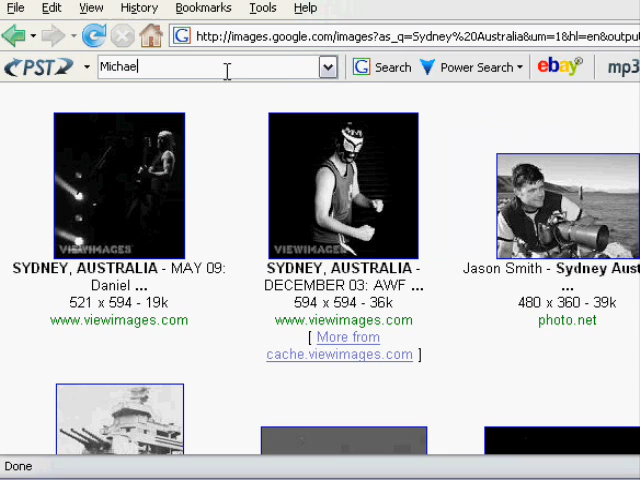 File Edit View History Bookmarks Tools Help
G http://images.google.com/images?as_q=Sydney%20Australia&um=1&hl=en&output
PST Michael G Search Power Search ebay mp3
VIEWIMAGES
VIEWIMAGES
SYDNEY, AUSTRALIA - MAY 09:
Daniel ...
521 x 594 - 19k
www.viewimages.com
SYDNEY, AUSTRALIA -
DECEMBER 03: AWF ...
594 x 594 - 36k
www.viewimages.com
[ More from
cache.viewimages.com ]
Jason Smith - Sydney Aust
...
480 x 360 - 39k
photo.net
Done